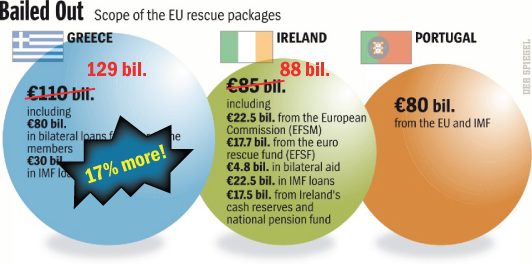 Bailed Out Scope of the EU rescue packages
GREECE
129 bil.
€110 bil.
including
€80 bil.
in bilateral loans
members
€30 bil.
in IMF
17% more!
IRELAND
88 bil.
€85 bil.
including
€22.5 bil. from the European
Commission (EFSM)
€17.7 bil. from the euro
rescue fund (EFSF)
€4.8 bil. in bilateral aid
€22.5 bil. in IMF loans
€17.5 bil. from Ireland's
cash reserves and
national pension fund
PORTUGAL
€80 bil.
from the EU and IMF
DER SPIEGEL